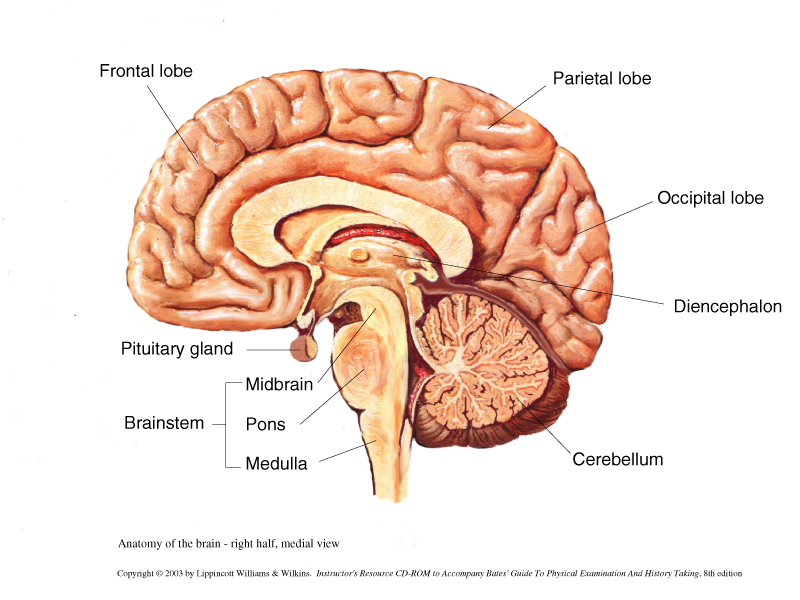 Frontal lobe
Parietal lobe
Occipital lobe
Diencephalon
Pituitary gland
Midbrain
Brainstem
Pons
Medulla
Cerebellum
Anatomy of the brain - right half, medial view
Copyright © 2003 by Lippincott Williams & Wilkins. Instructor's Resource CD-ROM to Accompany Bates' Guide To Physical Examination And History Taking, 8th edition